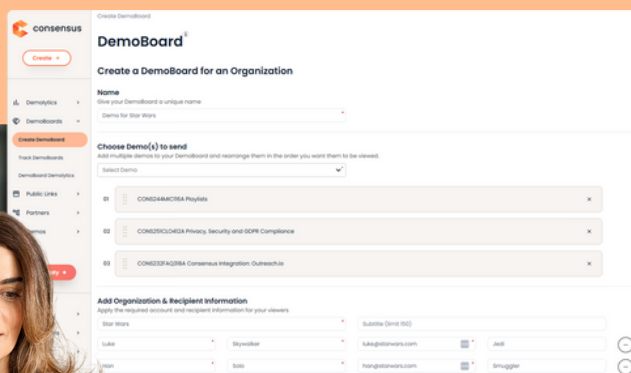 Create DemoBoard
consensus
DemoBoard
i
Create +
Create a DemoBoard for an Organization
Name
Give your DemoBoard a unique name
Demo for Star Wars *
Demolytics
DemoBoards
Create DemoBoard
Track DemoBoards
DemoBoard Demolytics
Public Links
Partners
Choose Demo(s) to send
Add multiple demos to your DemoBoard and rearrange them in the order you want them to be viewed.
Select Demo
01 CONS244MIC116A Playlists ×
02 CONS251CLO412A Privacy, Security and GDPR Compliance ×
03 CONS232FAQ318A Consensus Integration: Outreach.io ×
Add Organization & Recipient Information
Apply the required account and recipient information for your viewers
Star Wars * Subtitle (limit 150)
Luke * Skywalker * luke@starwars.com * Jedi
Han * Solo * han@starwars.com * Smuggler